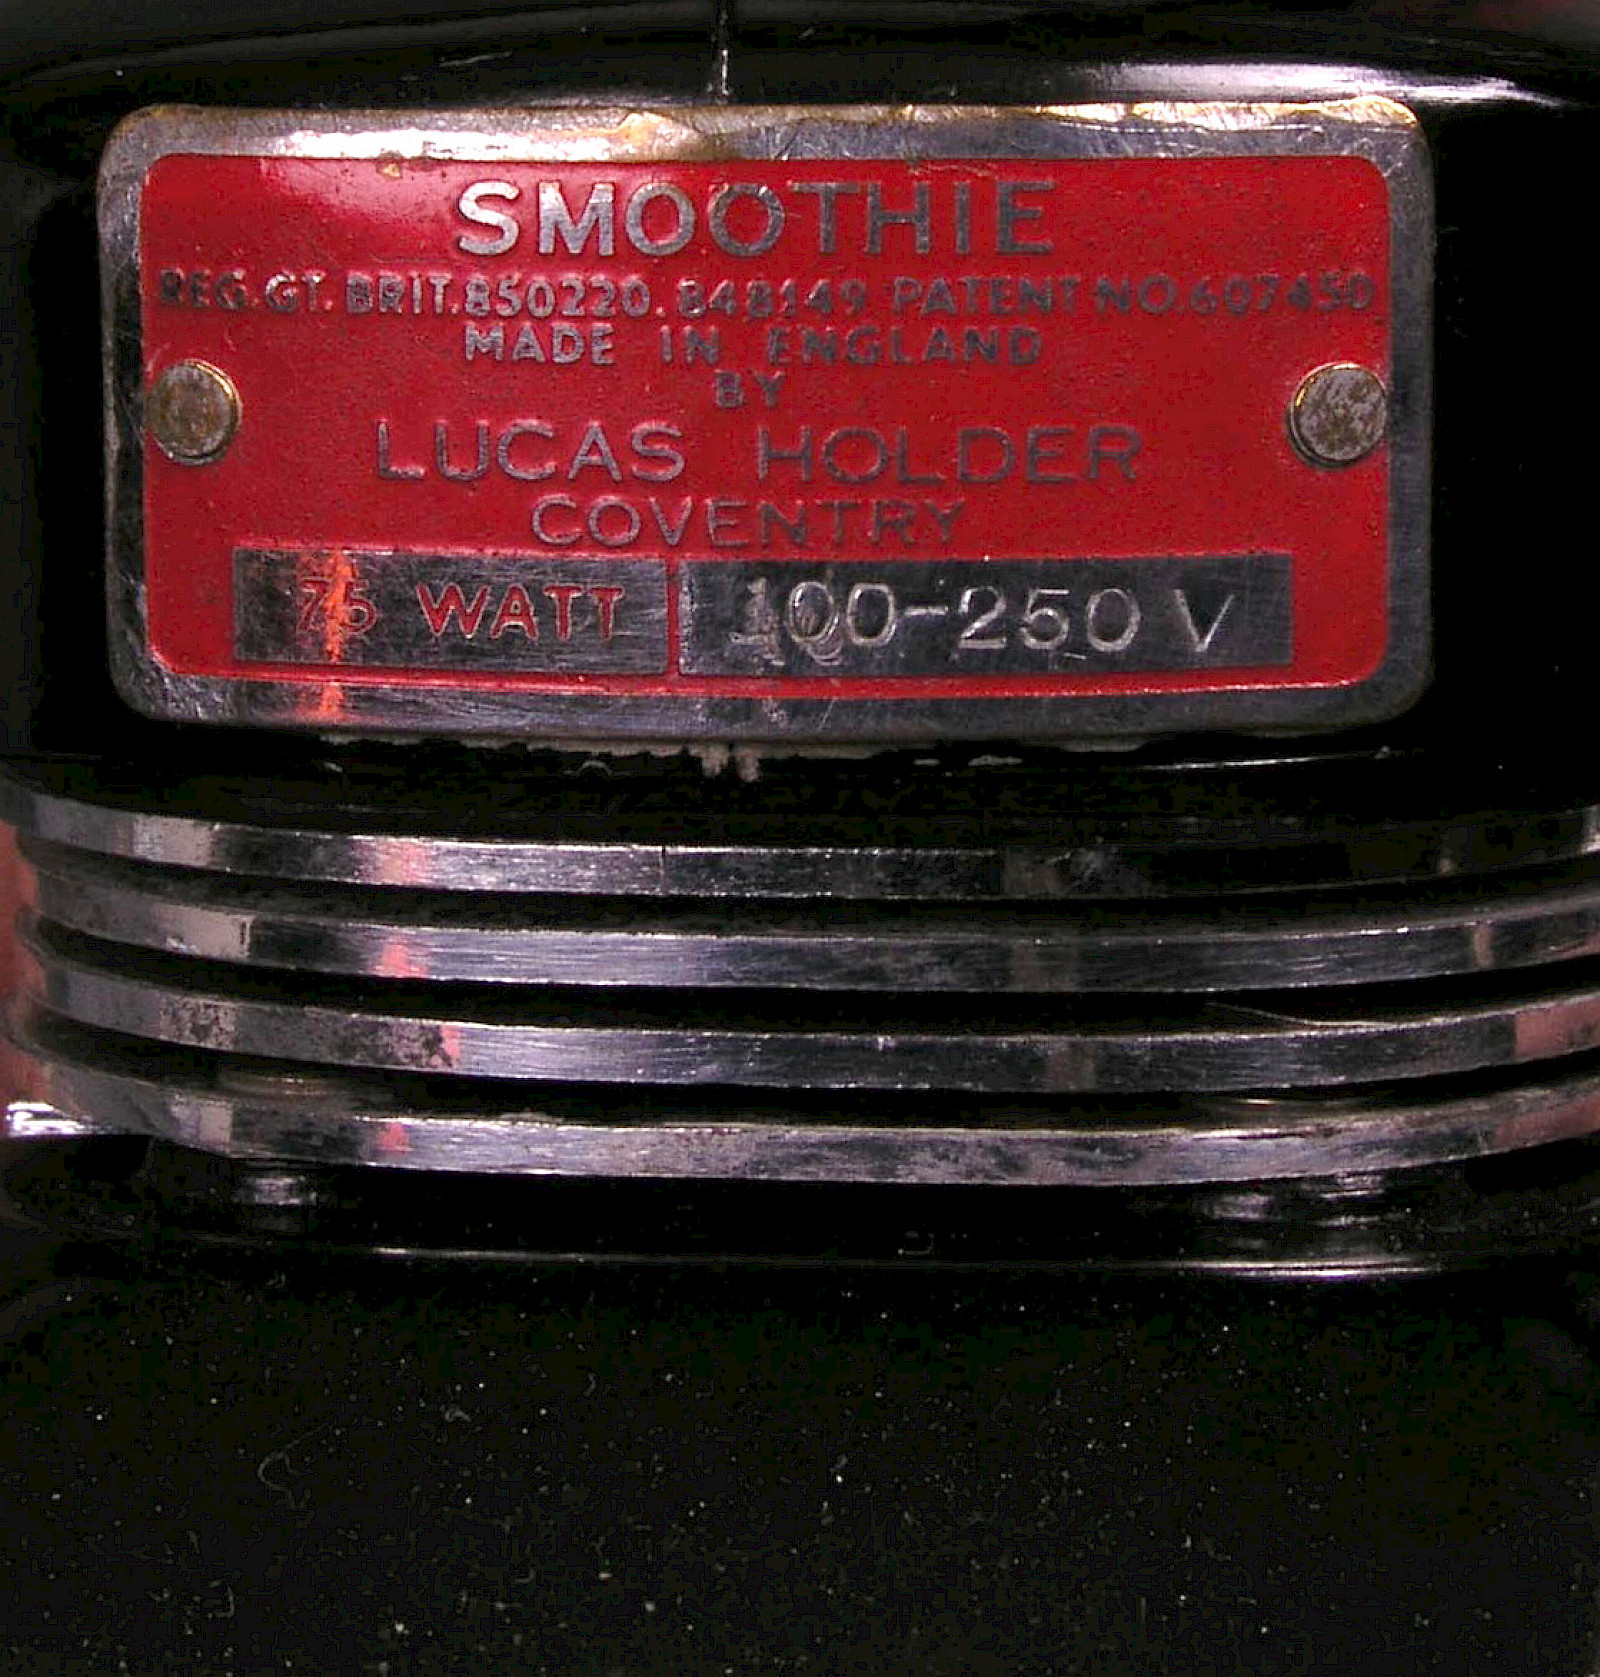 SMOOTHIE
REG.GT. BRIT.850220.848149 PATENT NO.607450
MADE IN ENGLAND
BY
LUCAS HOLDER
COVENTRY
75 WATT 100-250 V